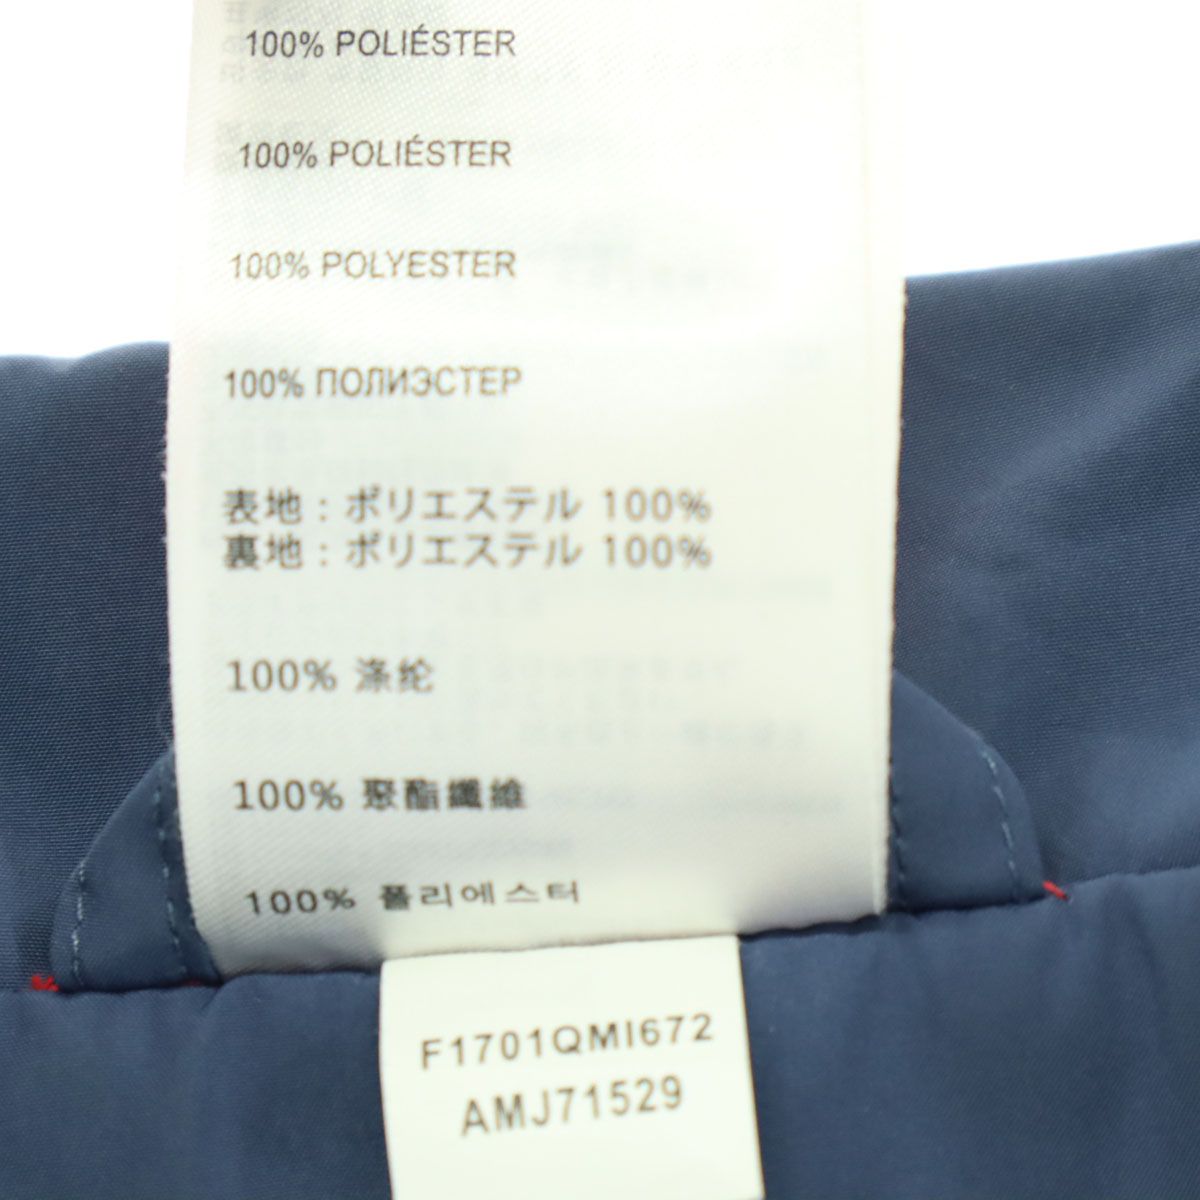 100% POLIÉSTER
100% POLIÉSTER
100% POLYESTER
100% ПОЛИЭСТЕР
表地：ポリエステル 100%
裏地：ポリエステル 100%
100% 涤纶
100% 聚酯纖維
100% 폴리에스터
F1701QMI672
AMJ71529